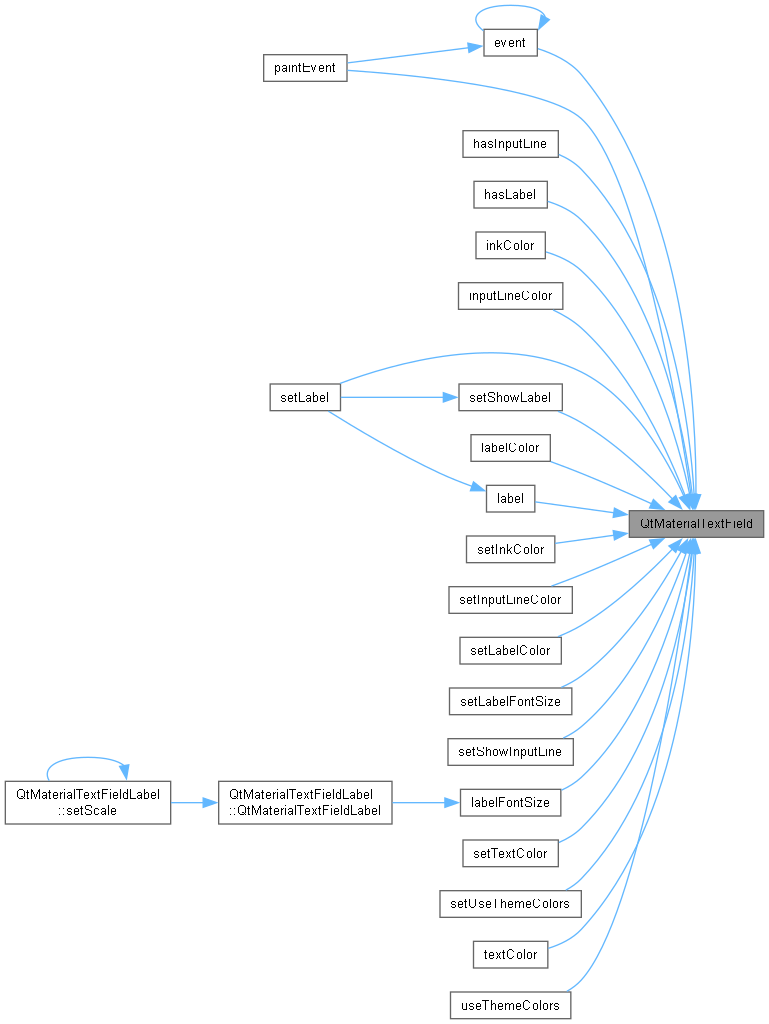 event
paintEvent
hasInputLine
hasLabel
inkColor
inputLineColor
setLabel
setShowLabel
labelColor
label
QtMaterialTextField
setInkColor
setInputLineColor
setLabelColor
setLabelFontSize
setShowInputLine
QtMaterialTextFieldLabel
::setScale
QtMaterialTextFieldLabel
::QtMaterialTextFieldLabel
labelFontSize
setTextColor
setUseThemeColors
textColor
useThemeColors